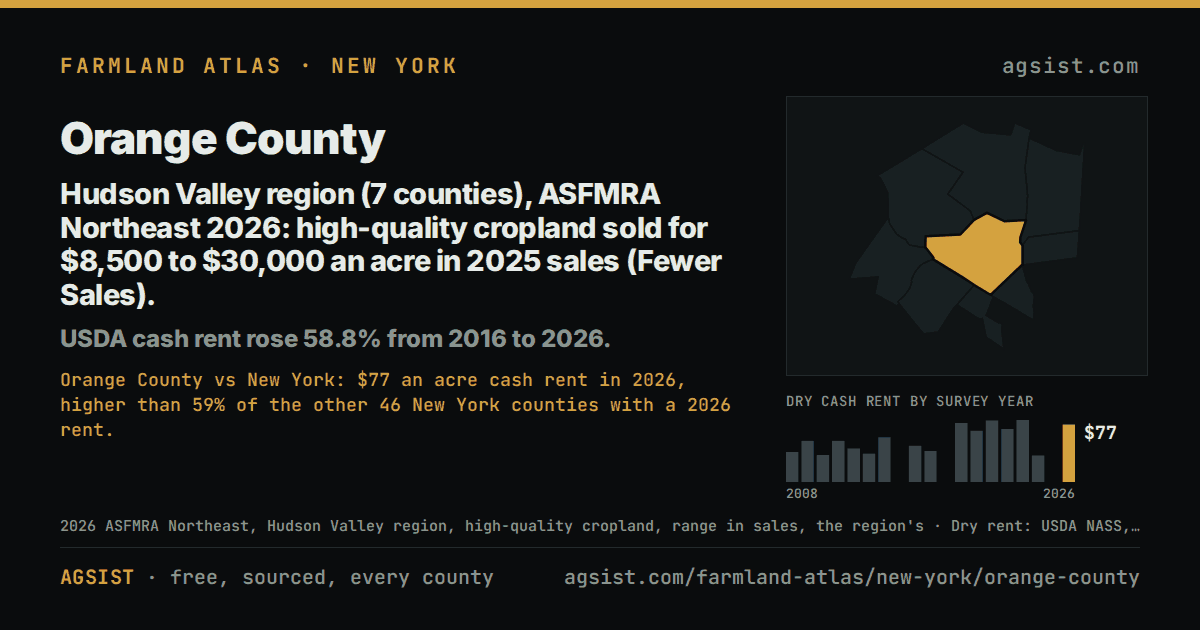 FARMLAND ATLAS · NEW YORK
agsist.com
Orange County
Hudson Valley region (7 counties), ASFMRA
Northeast 2026: high-quality cropland sold for
$8,500 to $30,000 an acre in 2025 sales (Fewer
Sales).
USDA cash rent rose 58.8% from 2016 to 2026.
Orange County vs New York: $77 an acre cash rent in 2026,
higher than 59% of the other 46 New York counties with a 2026
rent.
DRY CASH RENT BY SURVEY YEAR
$77
2008
2026
2026 ASFMRA Northeast, Hudson Valley region, high-quality cropland, range in sales, the region's · Dry rent: USDA NASS,…
AGSIST · free, sourced, every county
agsist.com/farmland-atlas/new-york/orange-county